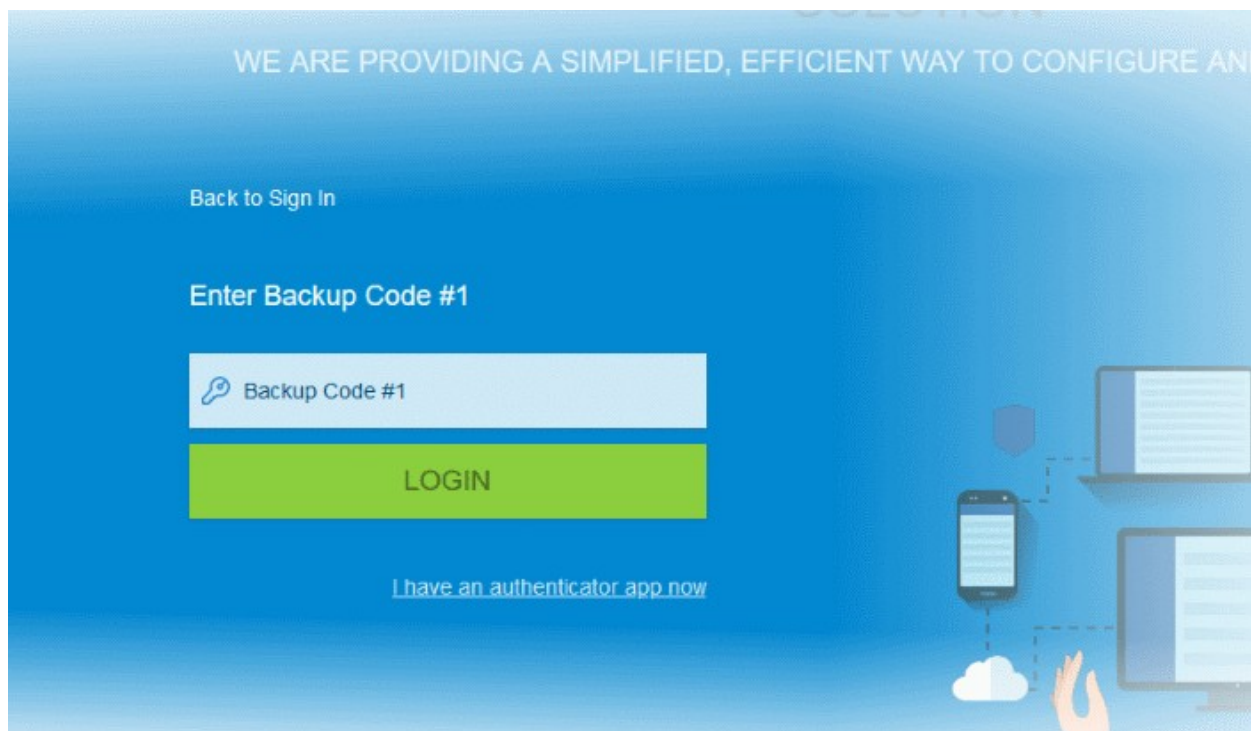 SOLUTION
WE ARE PROVIDING A SIMPLIFIED, EFFICIENT WAY TO CONFIGURE AN
Back to Sign In
Enter Backup Code #1
Backup Code #1
LOGIN
I have an authenticator app now